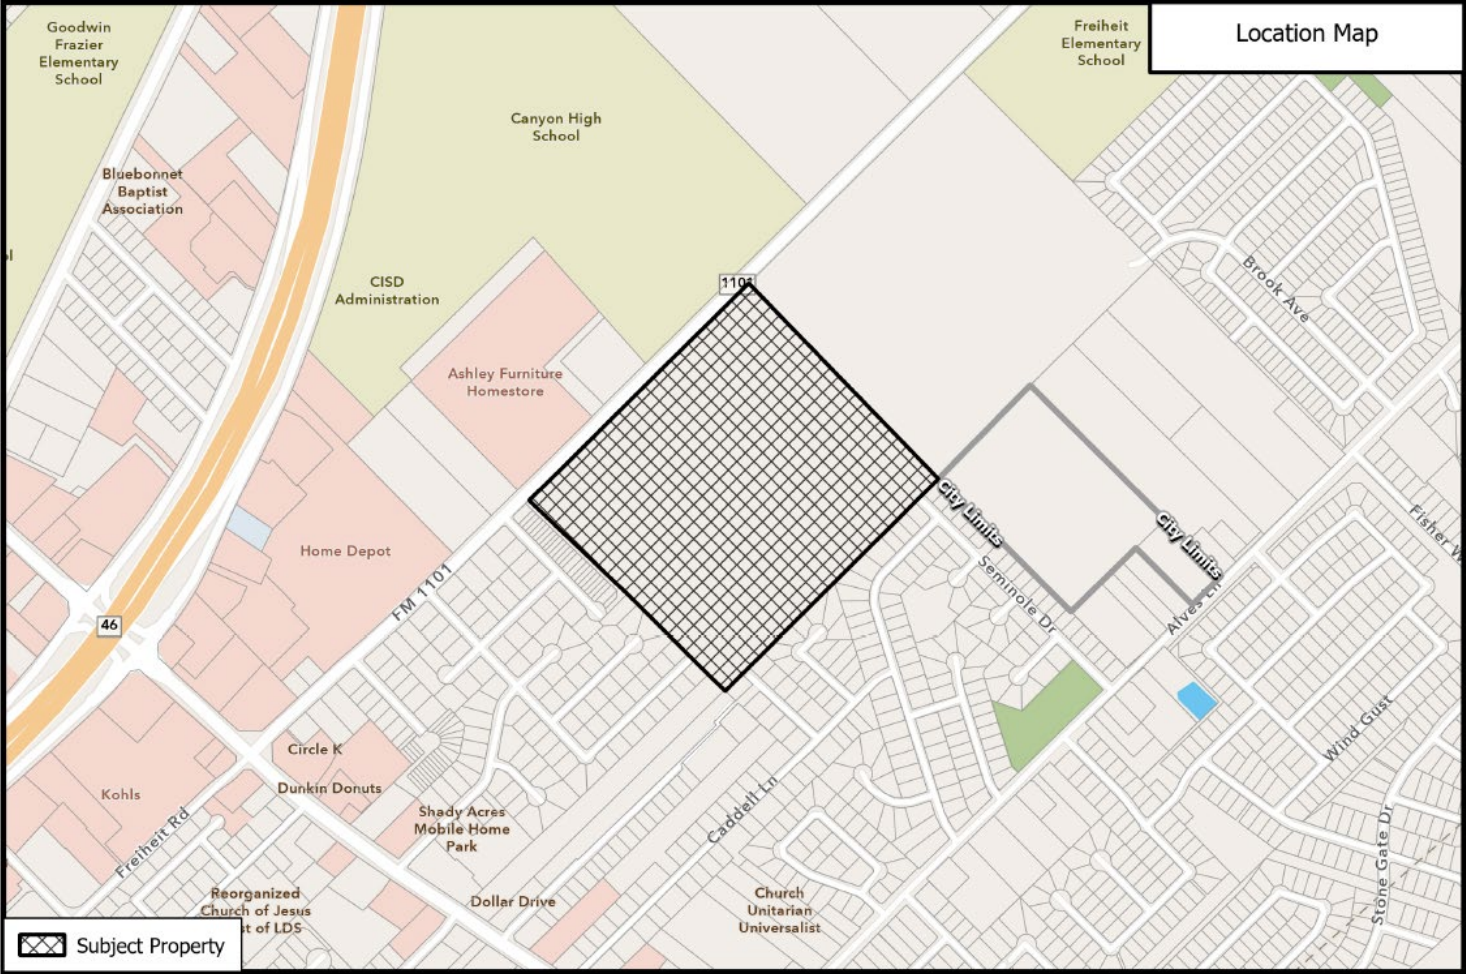 Location Map
Goodwin
Frazier
Elementary
School
Freiheit
Elementary
School
Canyon High
School
Bluebonnet
Baptist
Association
CISD
Administration
1101
Brook Ave
Ashley Furniture
Homestore
City Limits
City Limits
Fisher W
Home Depot
FM 1101
Seminole Dr
Alves Ln
46
Circle K
Dunkin Donuts
Kohls
Shady Acres
Mobile Home
Park
Freiheit Rd
Caddell Ln
Wind Gust
Stone Gate Dr
Reorganized
Church of Jesus
st of LDS
Dollar Drive
Church
Unitarian
Universalist
Subject Property